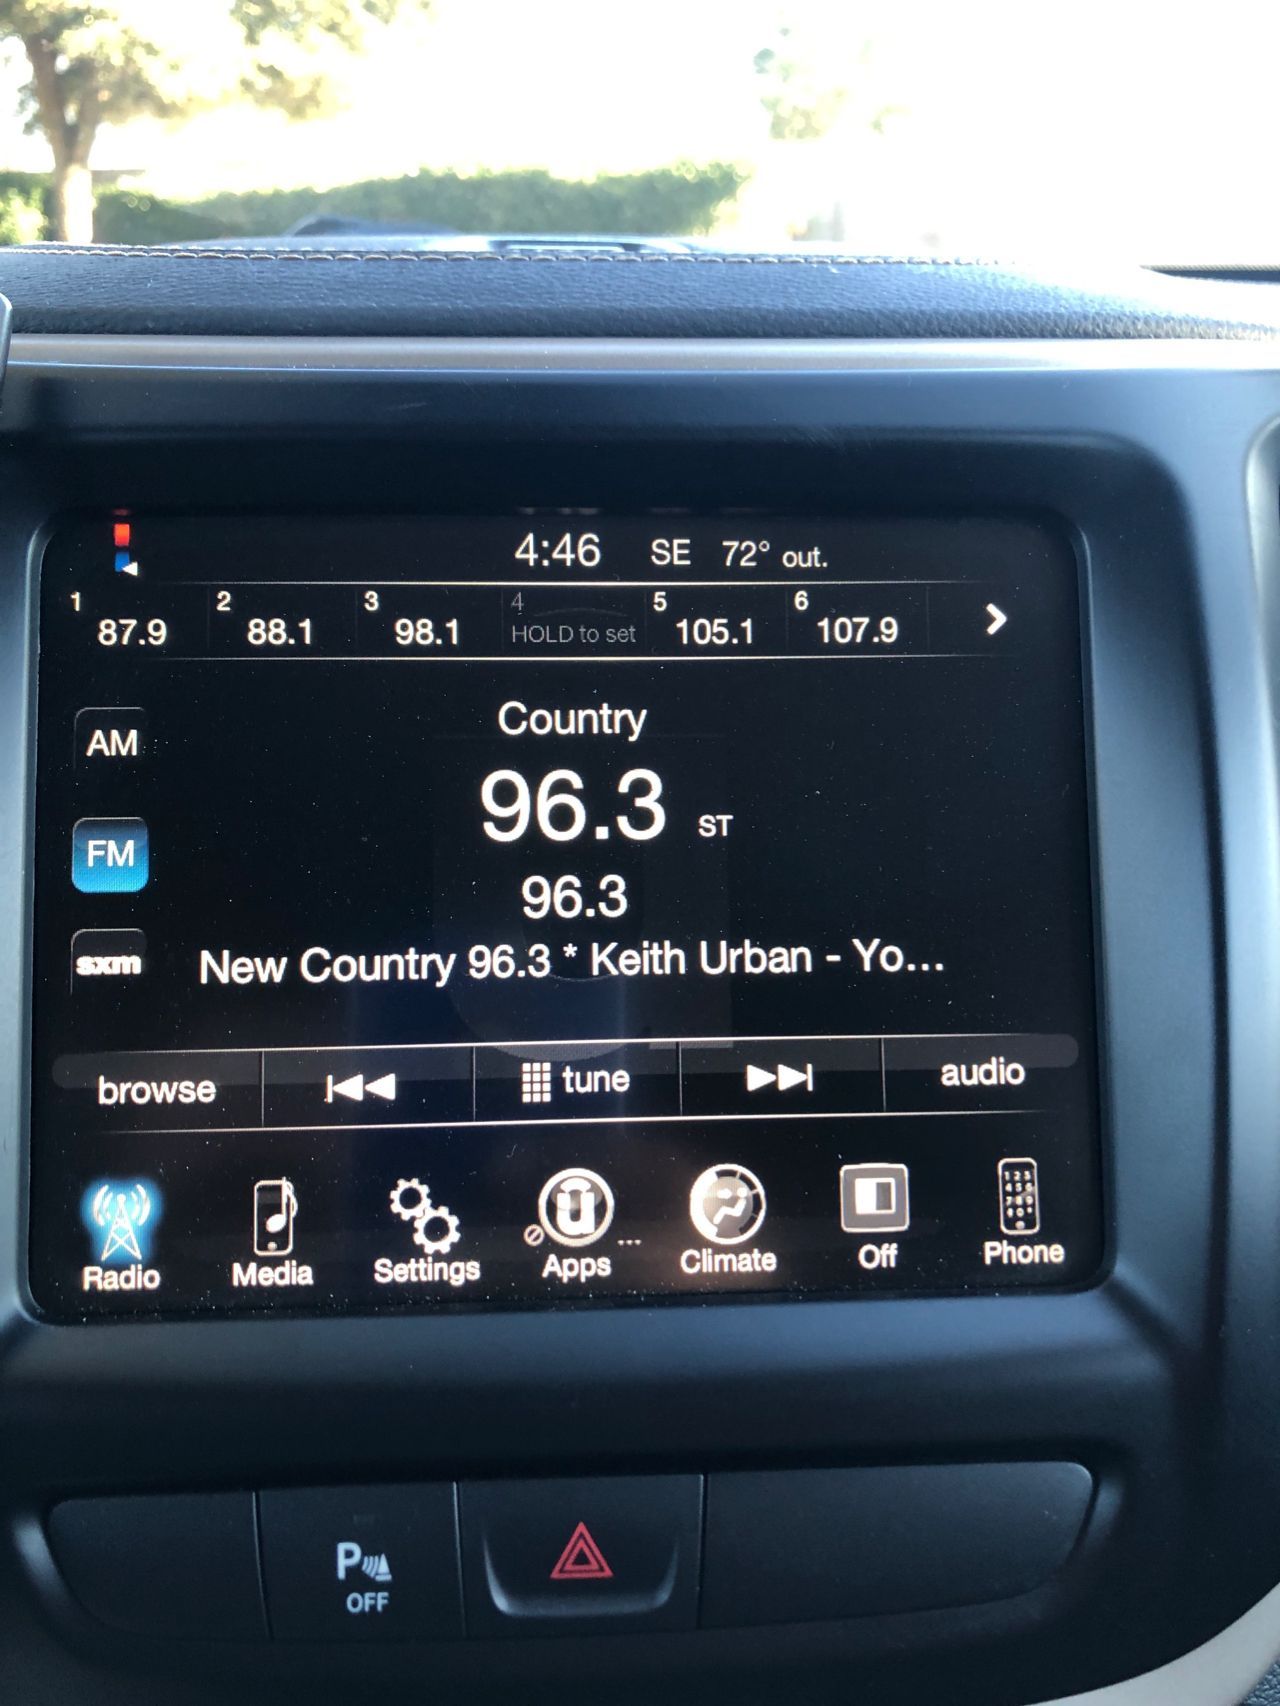 4:46 SE 72° out.
1 2 3 4 5 6
87.9 88.1 98.1 HOLD to set 105.1 107.9
Country
AM
96.3 ST
FM
96.3
sxm
New Country 96.3 * Keith Urban - Yo...
browse tune audio
Radio Media Settings Apps ... Climate Off Phone
P
OFF